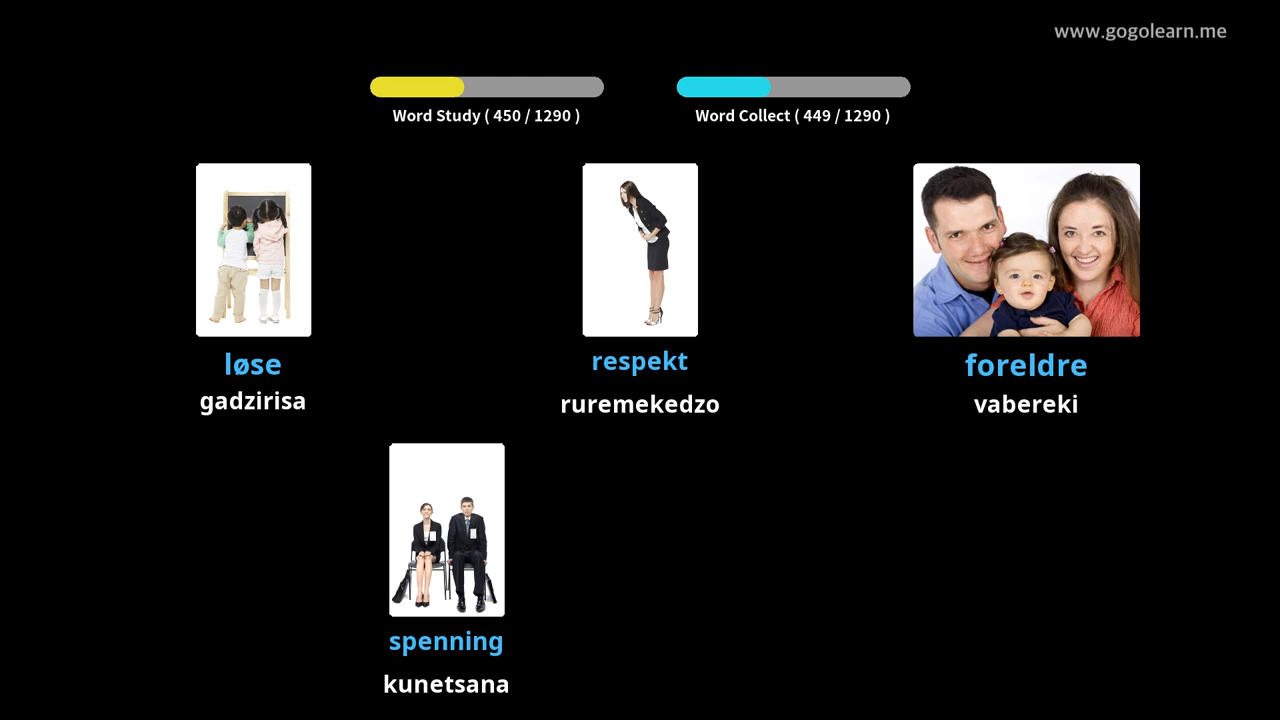 www.gogolearn.me
Word Study ( 450 / 1290 )
Word Collect ( 449 / 1290 )
løse
gadzirisa
respekt
ruremekedzo
foreldre
vabereki
spenning
kunetsana